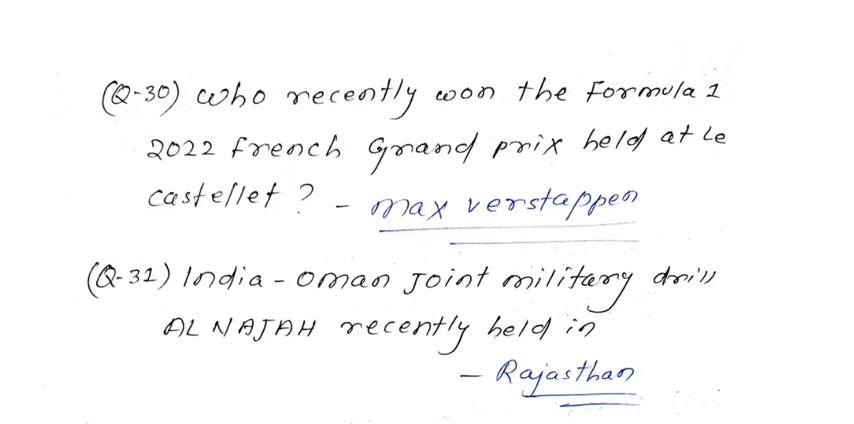 (Q-30) Who recently won the Formula 1
2022 French Grand prix held at Le
Castellet ? - Max Verstappen
(Q-31) India - Oman Joint military drill
AL NAJAH recently held in
- Rajasthan